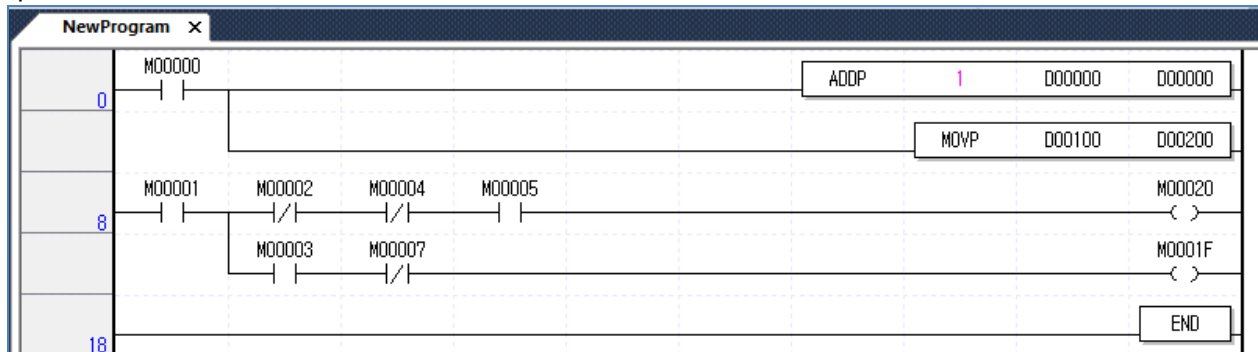 NewProgram X
M00000
0
ADDP 1 D00000 D00000
MOVP D00100 D00200
M00001 M00002 M00004 M00005 M00020
8
M00003 M00007 M0001F
END
18